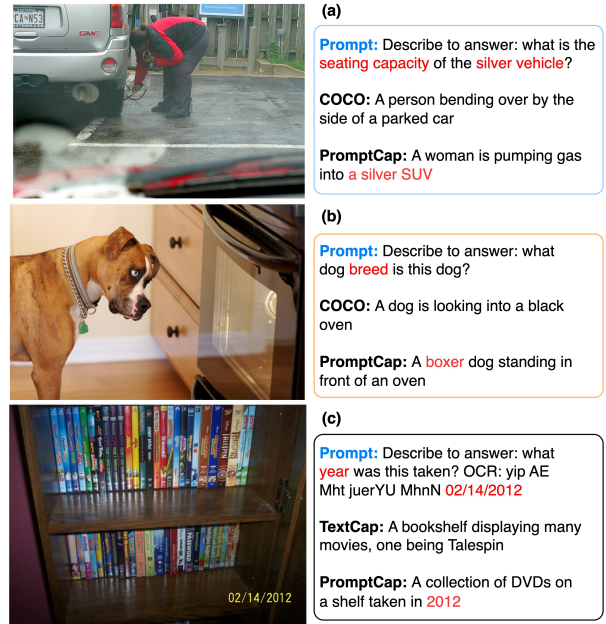 (a)
CA*N53
GMC
Prompt: Describe to answer: what is the
seating capacity of the silver vehicle?
COCO: A person bending over by the
side of a parked car
PromptCap: A woman is pumping gas
into a silver SUV
(b)
Prompt: Describe to answer: what
dog breed is this dog?
COCO: A dog is looking into a black
oven
PromptCap: A boxer dog standing in
front of an oven
(c)
TALESPIN
PASSWORD
02/14/2012
Prompt: Describe to answer: what
year was this taken? OCR: yip AE
Mht juerYU MhnN 02/14/2012
TextCap: A bookshelf displaying many
movies, one being Talespin
PromptCap: A collection of DVDs on
a shelf taken in 2012